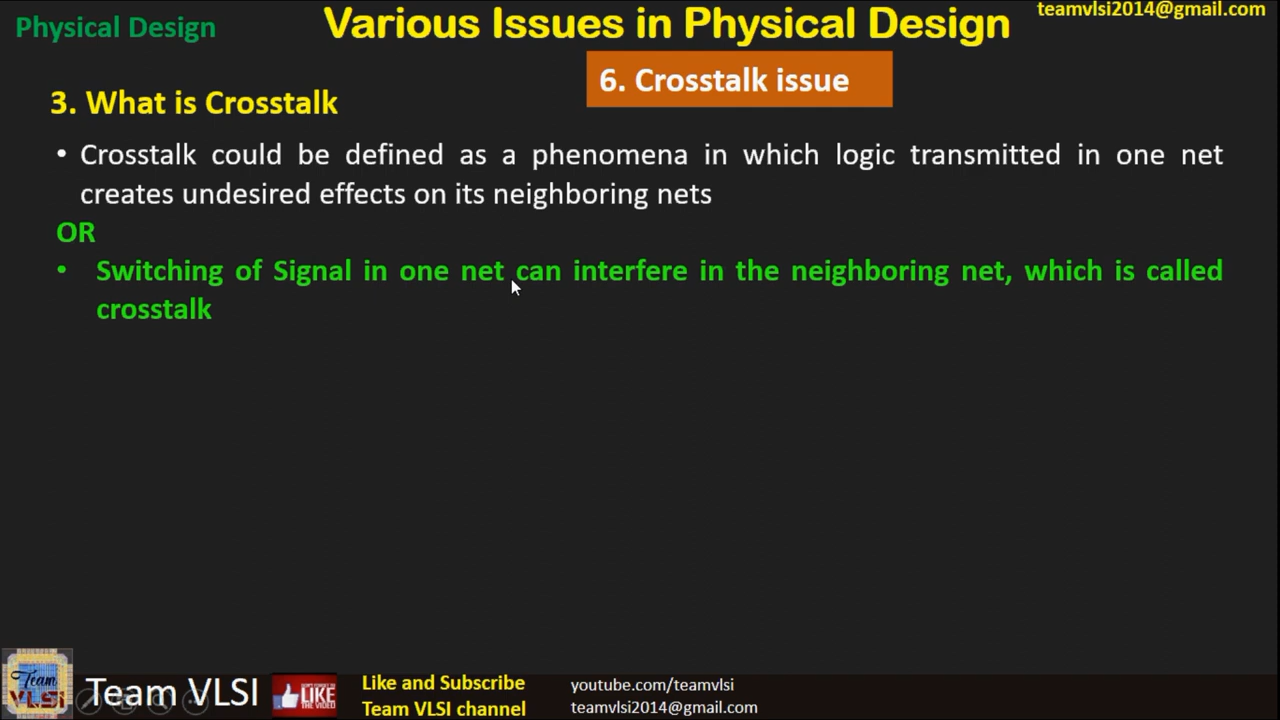 Physical Design
Various Issues in Physical Design
teamvlsi2014@gmail.com
6. Crosstalk issue
3. What is Crosstalk
• Crosstalk could be defined as a phenomena in which logic transmitted in one net
creates undesired effects on its neighboring nets
OR
• Switching of Signal in one net can interfere in the neighboring net, which is called
crosstalk
Team
VLSI
Team VLSI
LIKE
Like and Subscribe
Team VLSI channel
youtube.com/teamvlsi
teamvlsi2014@gmail.com